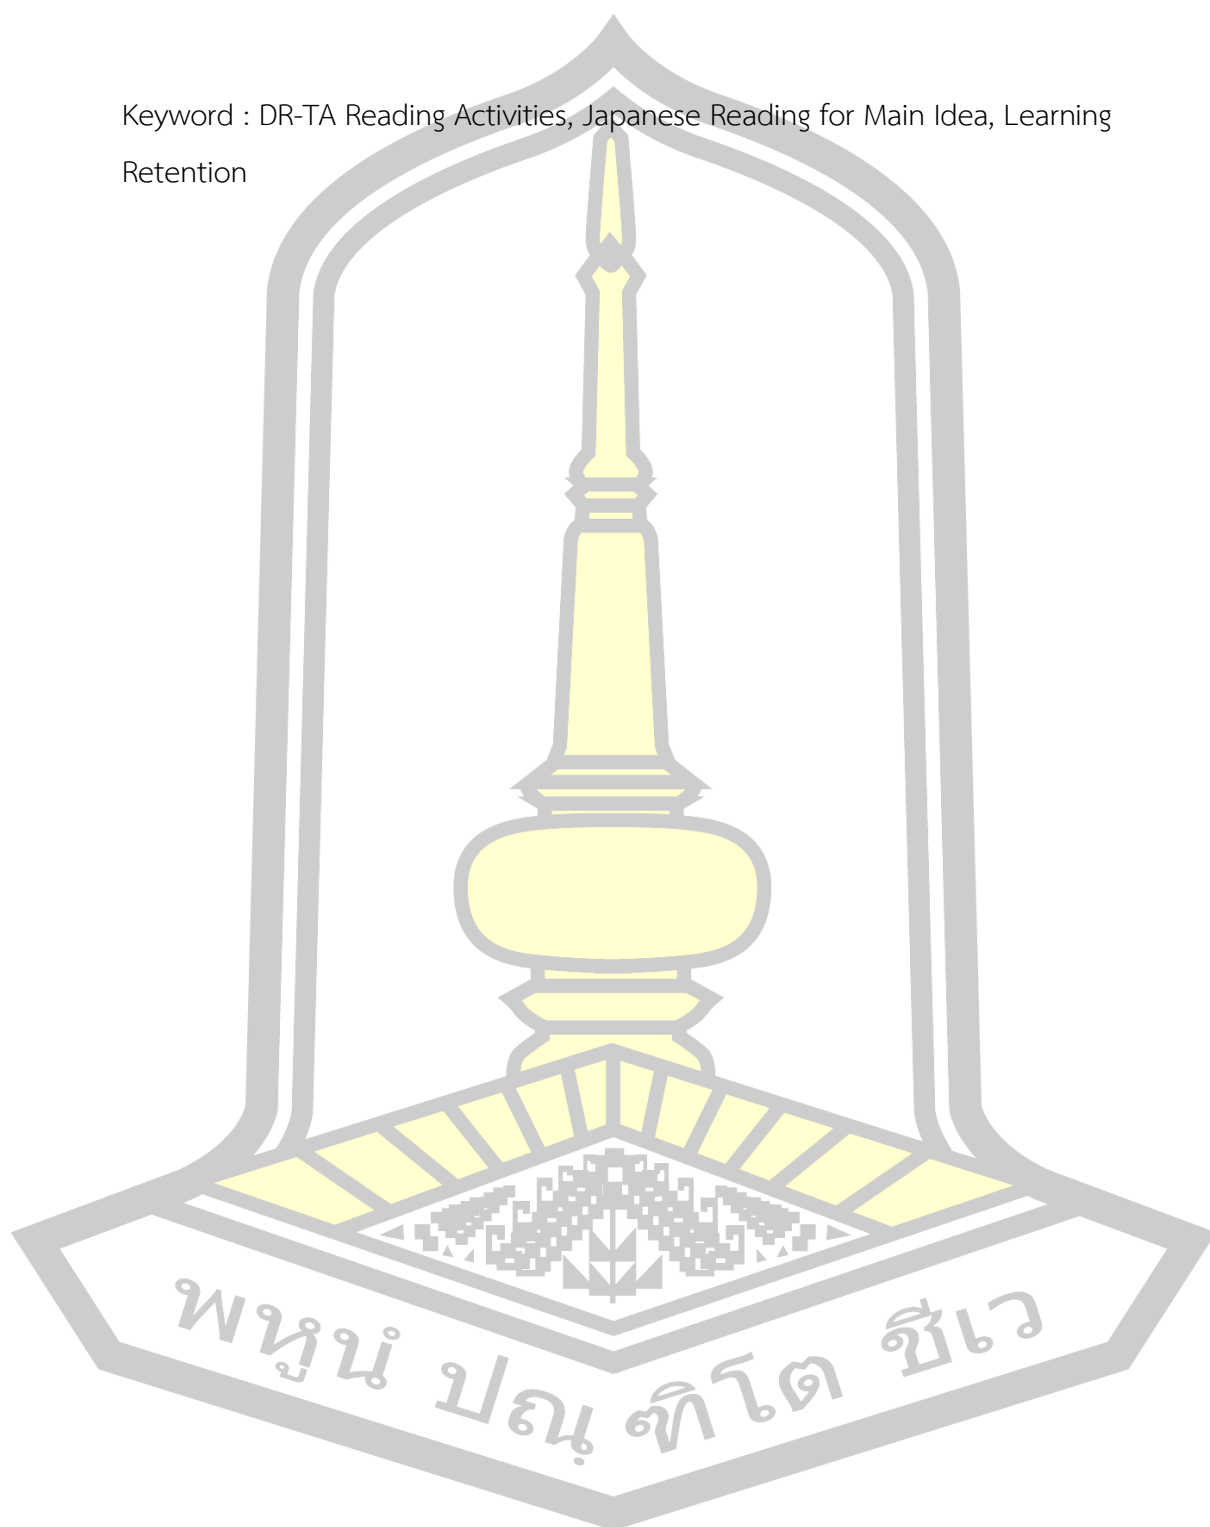 Keyword : DR-TA Reading Activities, Japanese Reading for Main Idea, Learning
Retention
พหูนํ ปณฺฑิโต ชีเว